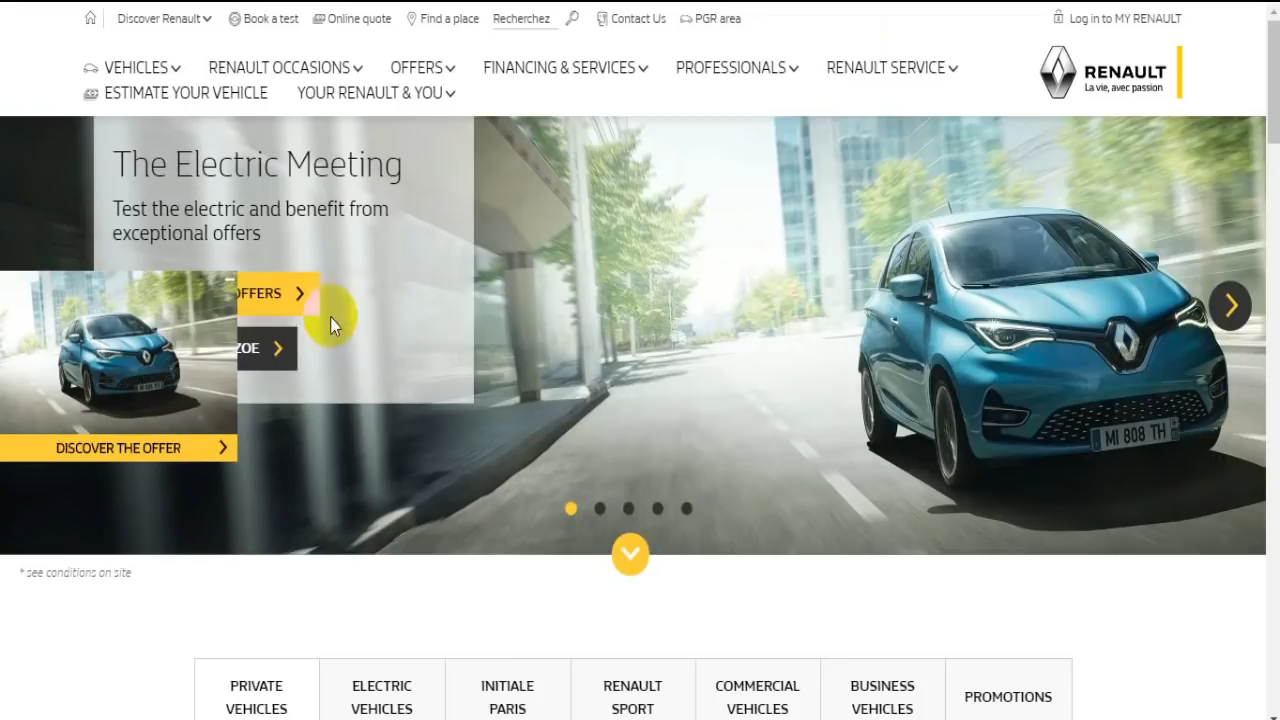 Discover Renault Book a test Online quote Find a place Recherchez Contact Us PGR area Log in to MY RENAULT
VEHICLES RENAULT OCCASIONS OFFERS FINANCING & SERVICES PROFESSIONALS RENAULT SERVICE
ESTIMATE YOUR VEHICLE YOUR RENAULT & YOU
RENAULT
La vie, avec passion
The Electric Meeting
Test the electric and benefit from
exceptional offers
OFFERS
ZOE
DISCOVER THE OFFER
MI 808 TH
* see conditions on site
PRIVATE
VEHICLES
ELECTRIC
VEHICLES
INITIALE
PARIS
RENAULT
SPORT
COMMERCIAL
VEHICLES
BUSINESS
VEHICLES
PROMOTIONS